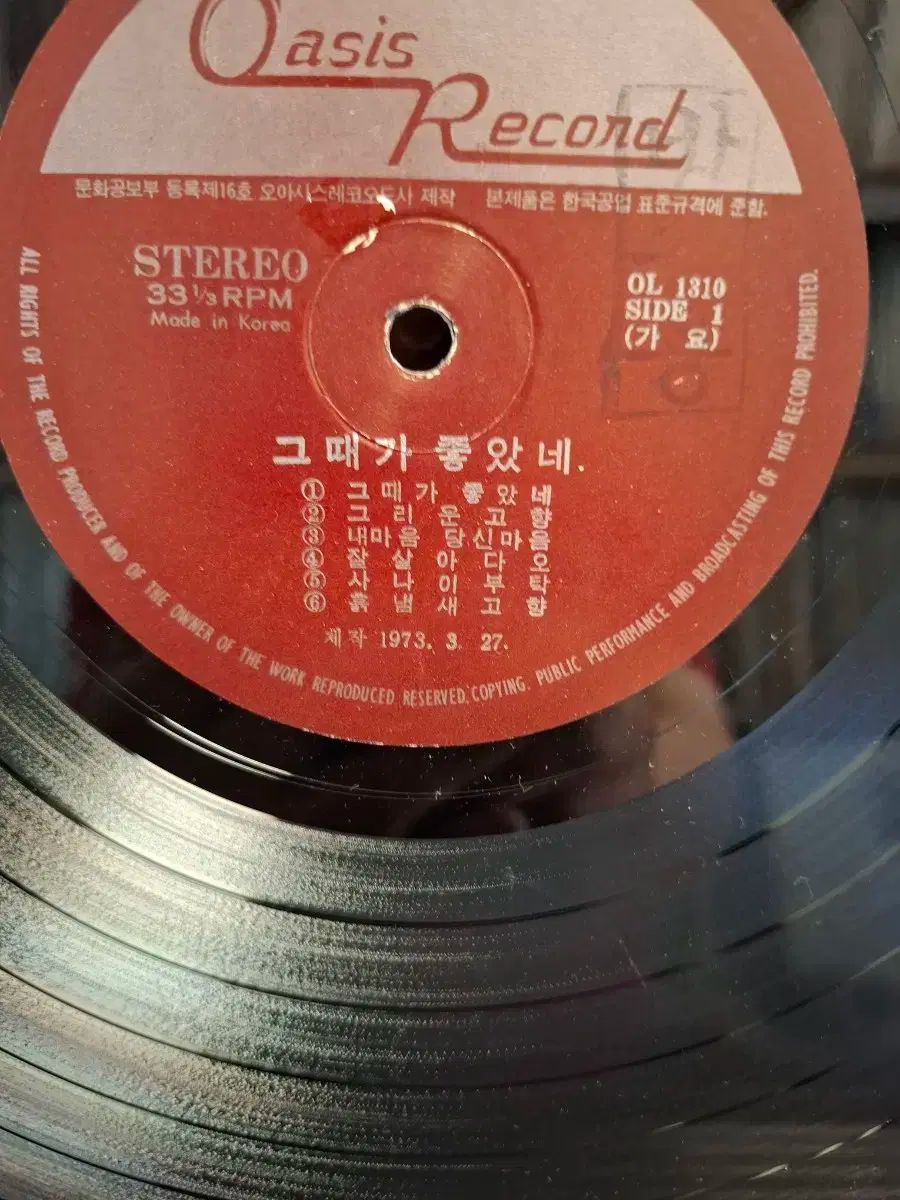 Oasis
Record
문화공보부 등록제16호 오아시스레코오드사 제작 본제품은 한국공업 표준규격에 준함.
STEREO
33 1/3 RPM
Made in Korea
OL 1310
SIDE 1
(가 요)
그때가 좋았네.
① 그때가 좋았네
② 그리운고향
③ 내마음 당신마음
④ 잘살아다오
⑤ 사나이부탁
⑥ 흙냄새고향
제작 1973. 3. 27.
ALL RIGHTS OF THE RECORD PRODUCER AND OF THE OWNER OF THE WORK REPRODUCED RESERVED. COPYING. PUBLIC PERFORMANCE AND BROADCASTING OF THIS RECORD PROHIBITED.